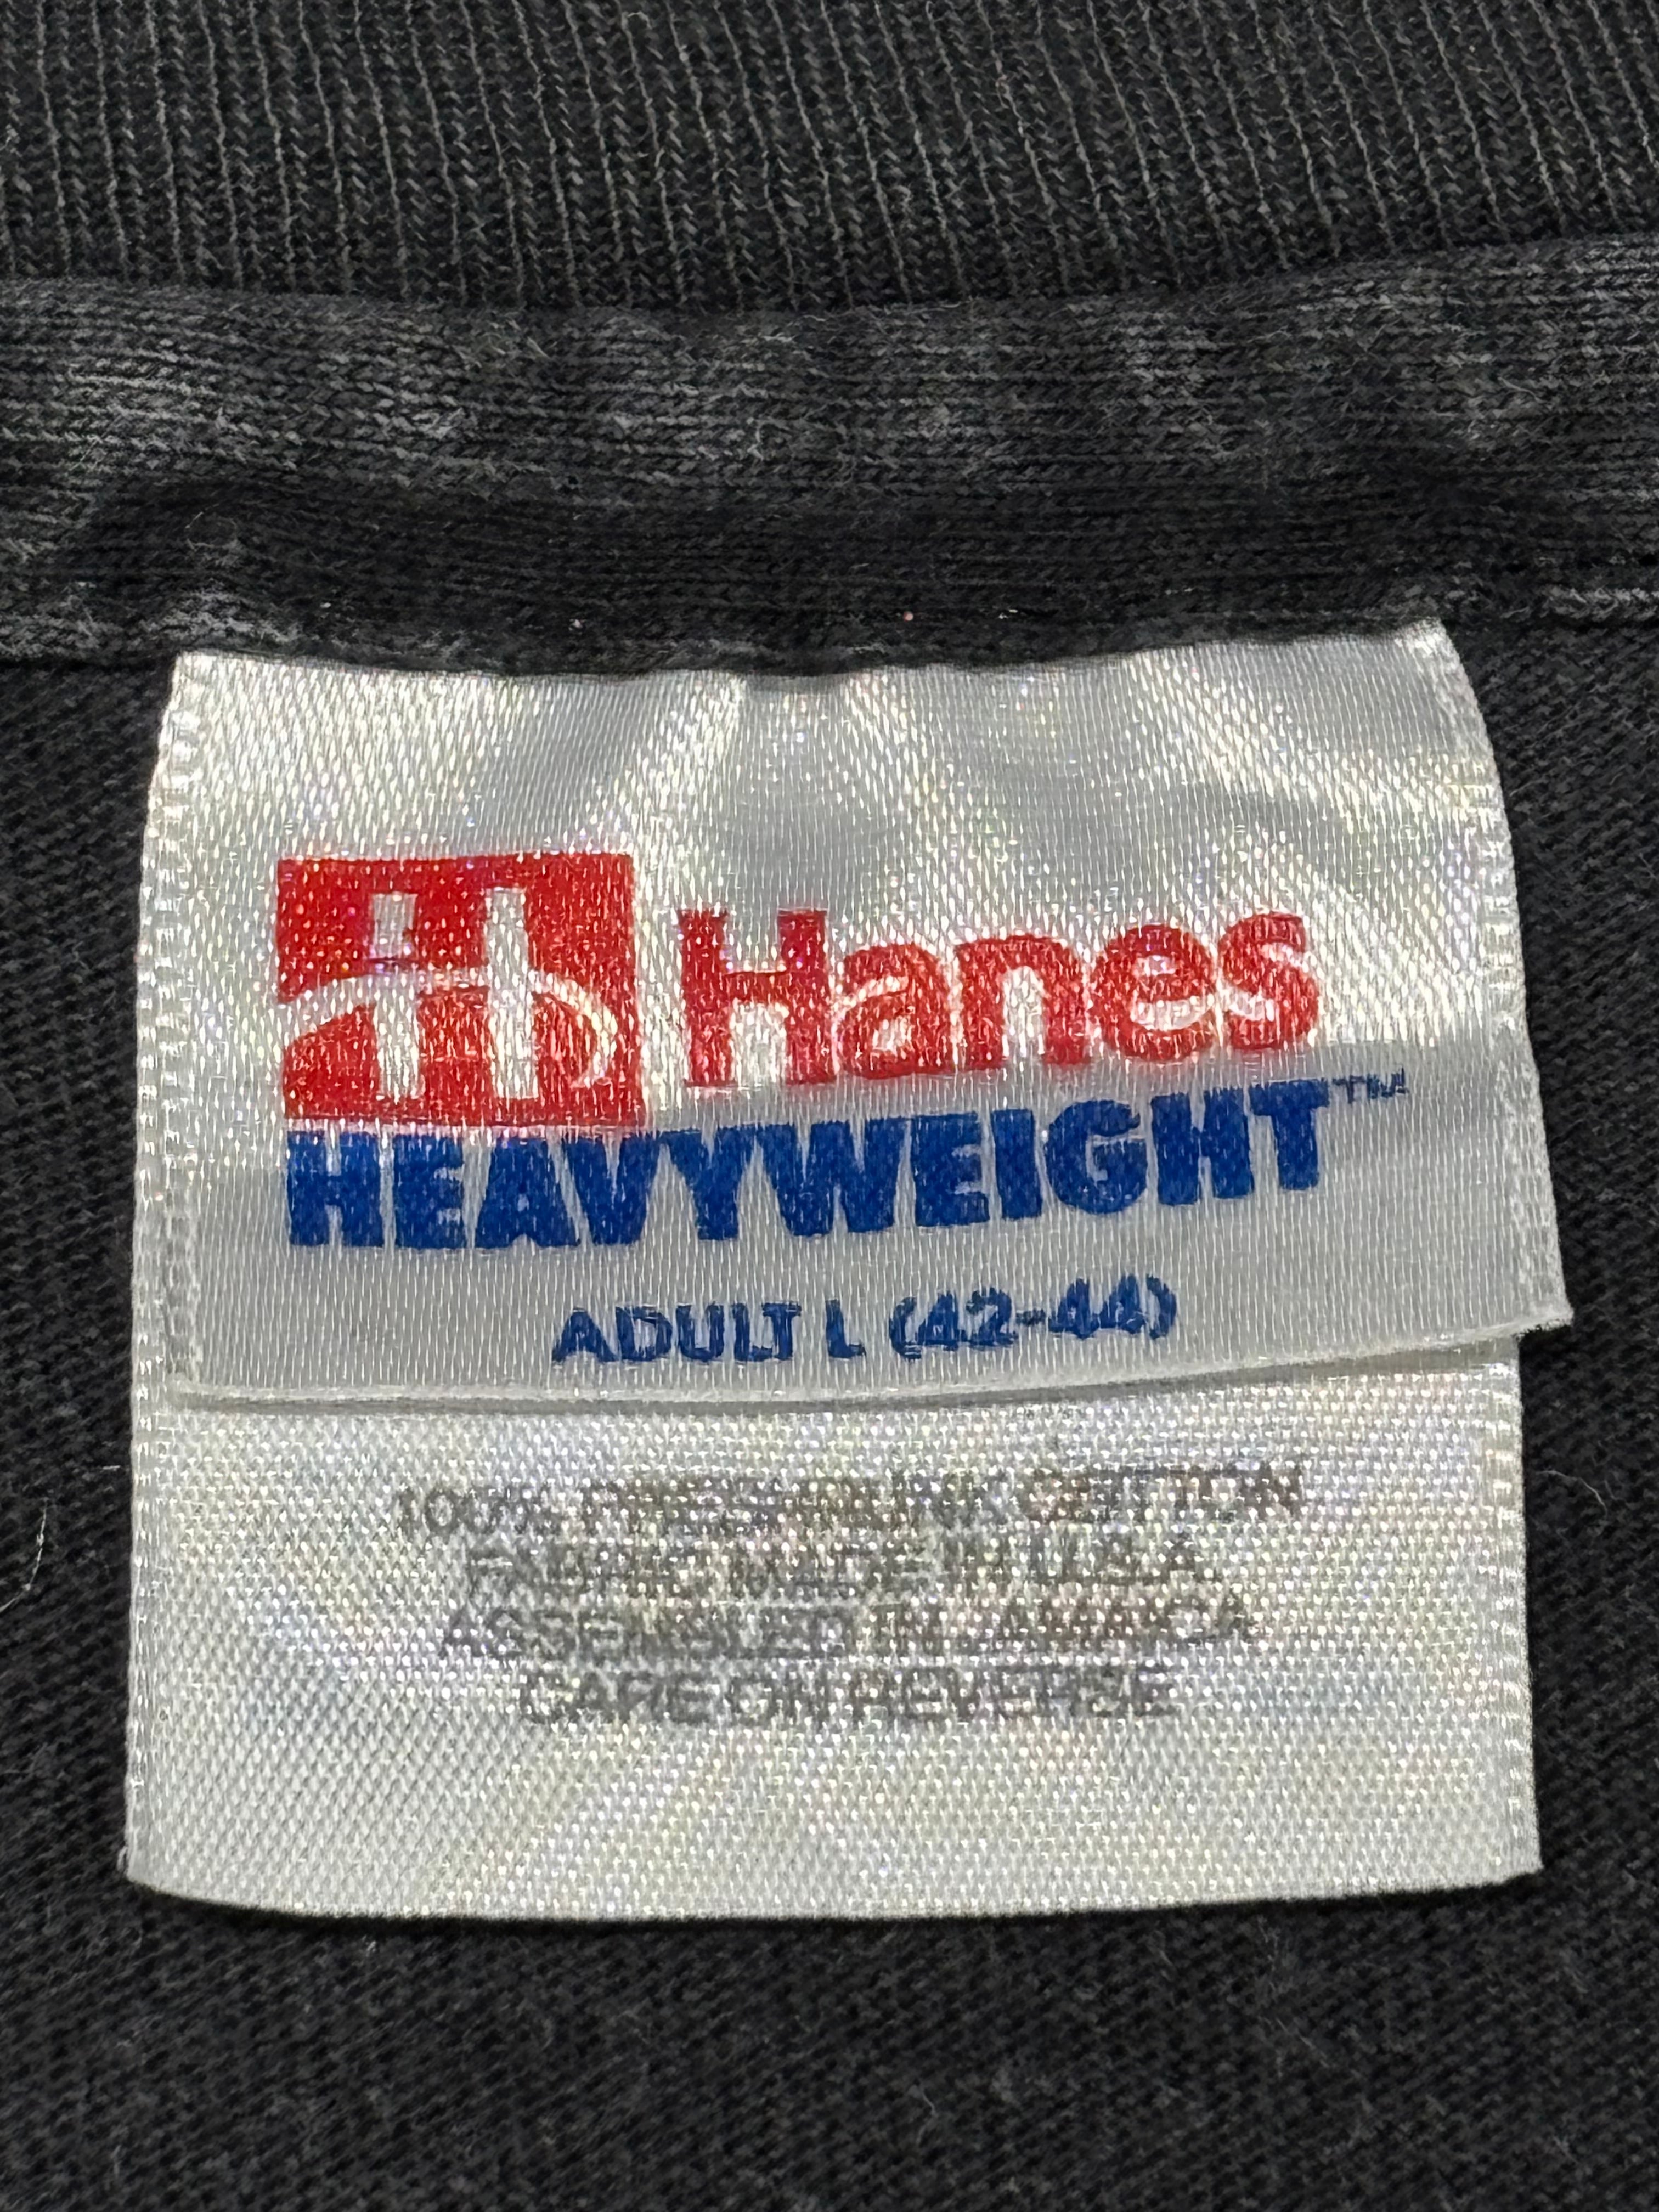 Hanes
HEAVYWEIGHT™
ADULT L (42-44)
100% PRESHRUNK COTTON
FABRIC MADE IN U.S.A.
ASSEMBLED IN JAMAICA
CARE ON REVERSE